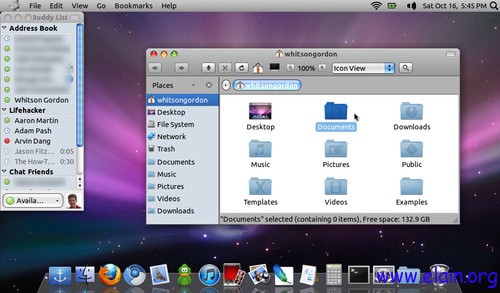 File Edit View Go Bookmarks Help
Sat Oct 16, 5:45 PM
Buddy List
Address Book
Whitson Gordon
Lifehacker
Aaron Martin
Adam Pash
Arvin Dang
Jason Fitz... 0:05
The How-T... 0:30
Chat Friends
Availa...
whitsongordon
100%
Icon View
Places
whitsongordon
whitsongordon
Desktop
File System
Network
Trash
Documents
Music
Pictures
Videos
Downloads
Desktop Documents Downloads
Music Pictures Public
Templates Videos Examples
"Documents" selected (containing 0 items), Free space: 132.9 GB
www.elain.org